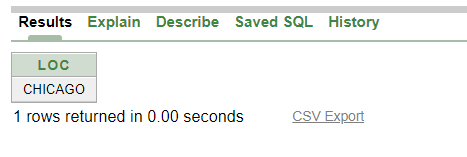 Results Explain Describe Saved SQL History
LOC
CHICAGO
1 rows returned in 0.00 seconds CSV Export